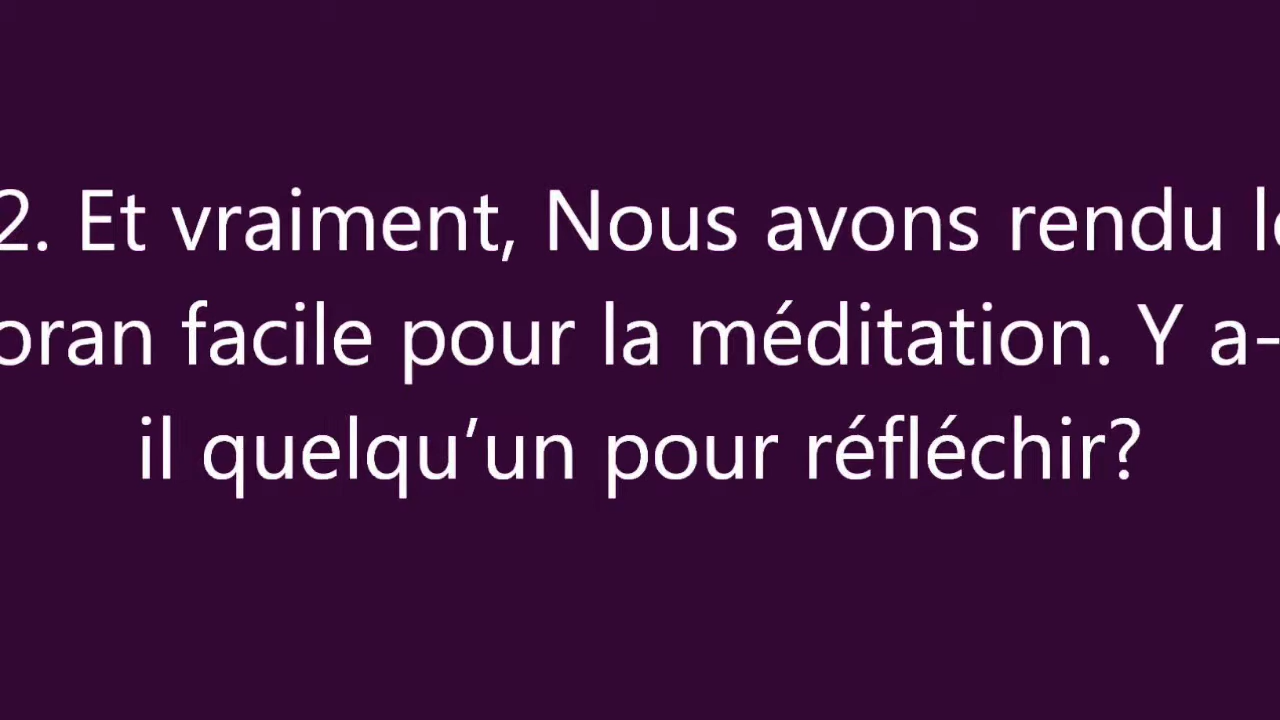 2. Et vraiment, Nous avons rendu l
oran facile pour la méditation. Y a-
il quelqu’un pour réfléchir?